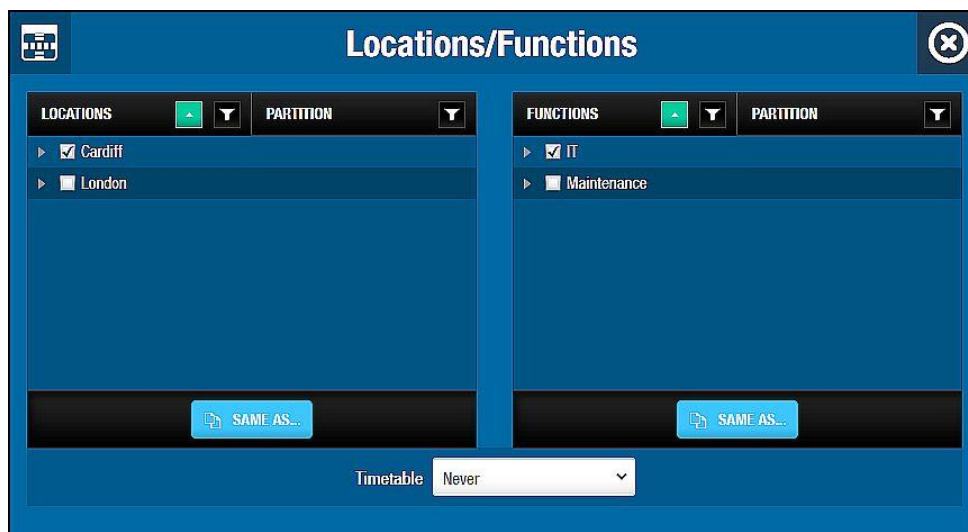 Locations/Functions
LOCATIONS PARTITION FUNCTIONS PARTITION
Cardiff IT
London Maintenance
SAME AS... SAME AS...
Timetable Never